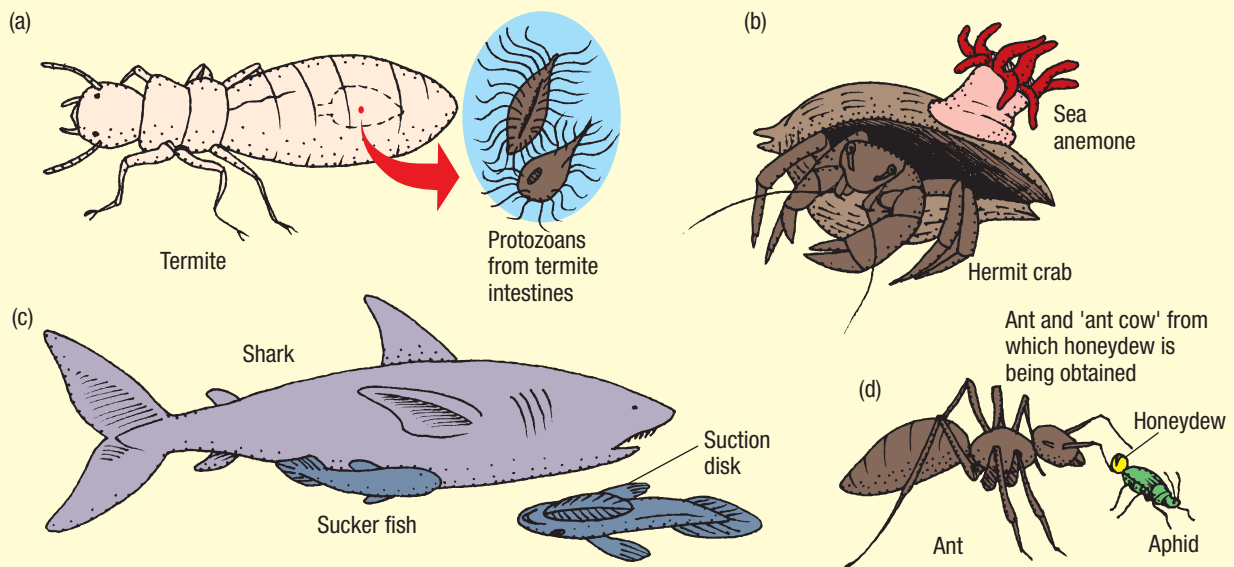 (a)
Termite
Protozoans
from termite
intestines
(b)
Sea
anemone
Hermit crab
(c)
Shark
Sucker fish
Suction
disk
Ant and 'ant cow' from
which honeydew is
being obtained
(d)
Honeydew
Ant
Aphid